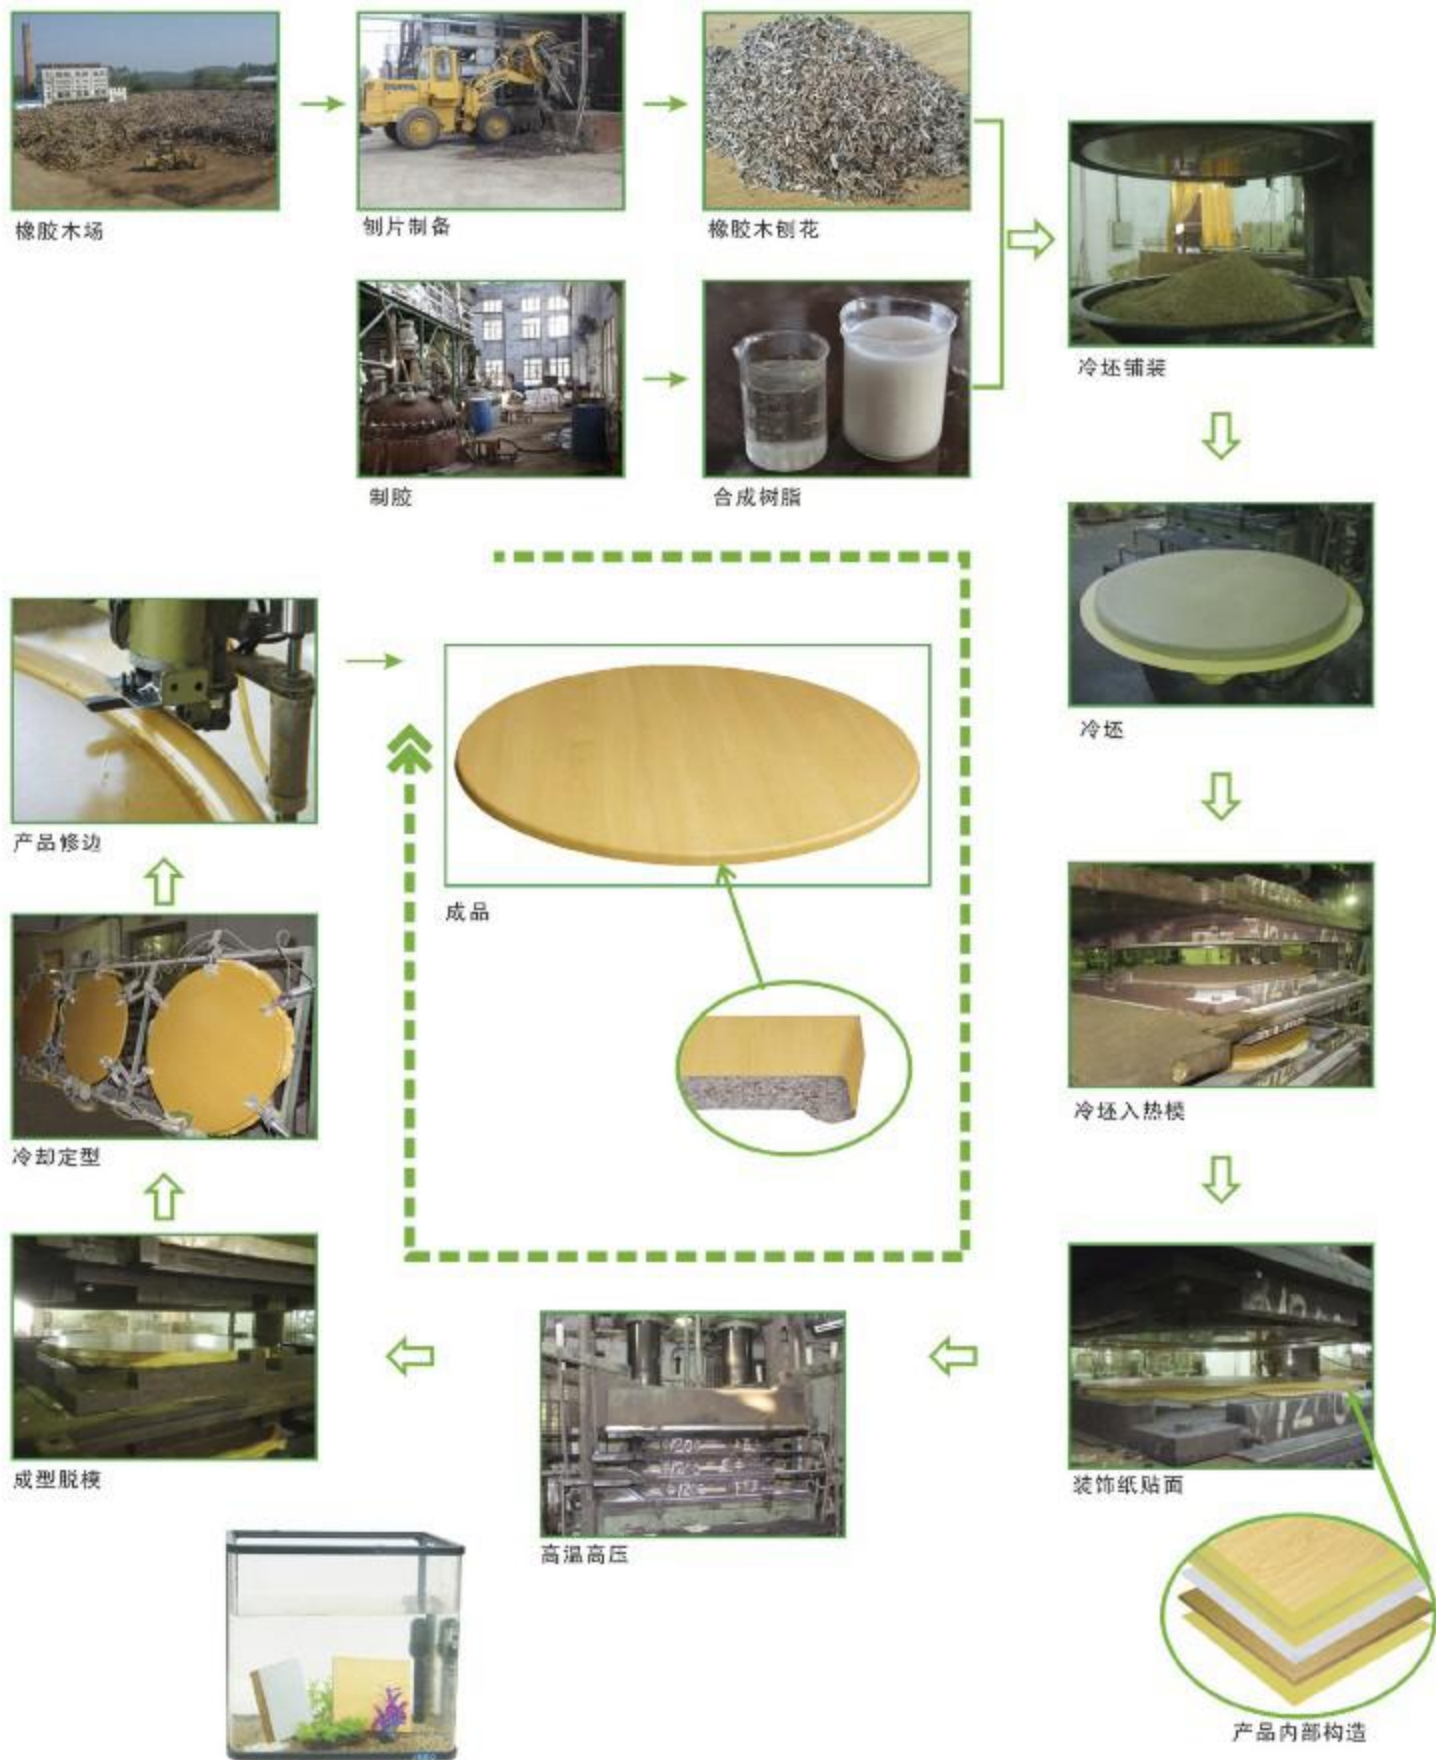 橡胶木场
刨片制备
橡胶木刨花
制胶
合成树脂
冷坯铺装
冷坯
冷坯入热模
装饰纸贴面
产品内部构造
高温高压
成型脱模
冷却定型
产品修边
成品